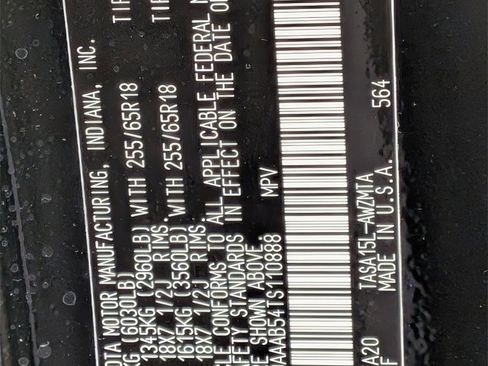 MOTOR MANUFACTURING, INDIANA, INC.
KG (6030LB)
1345KG (2960LB) WITH 255/65R18
18X7 1/2J RIMS.
1615KG (3560LB) WITH 255/65R18
18X7 1/2J RIMS.
CONFORMS TO ALL APPLICABLE FEDERAL
SAFETY STANDARDS IN EFFECT ON THE DATE OF
SHOWN ABOVE.
AAAB54TS110888 MPV
TASA15L-AWZMTA 564
A20 MADE IN U.S.A.